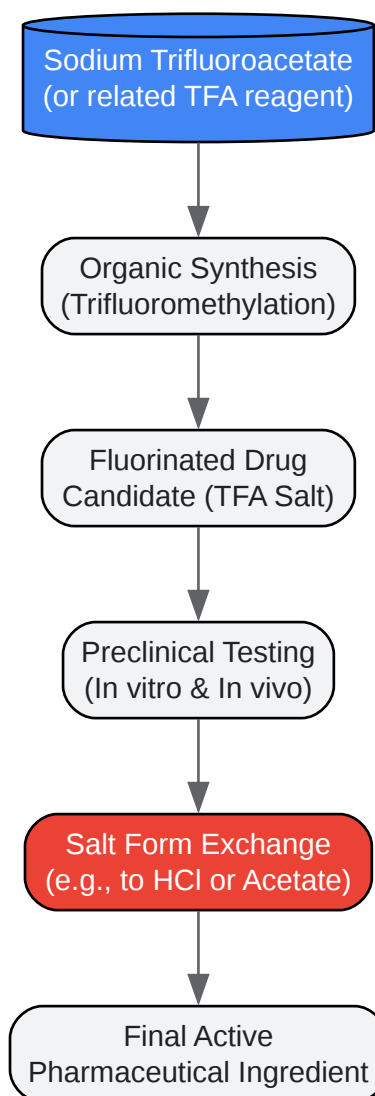 Sodium Trifluoroacetate
(or related TFA reagent)
Organic Synthesis
(Trifluoromethylation)
Fluorinated Drug
Candidate (TFA Salt)
Preclinical Testing
(In vitro & In vivo)
Salt Form Exchange
(e.g., to HCl or Acetate)
Final Active
Pharmaceutical Ingredient